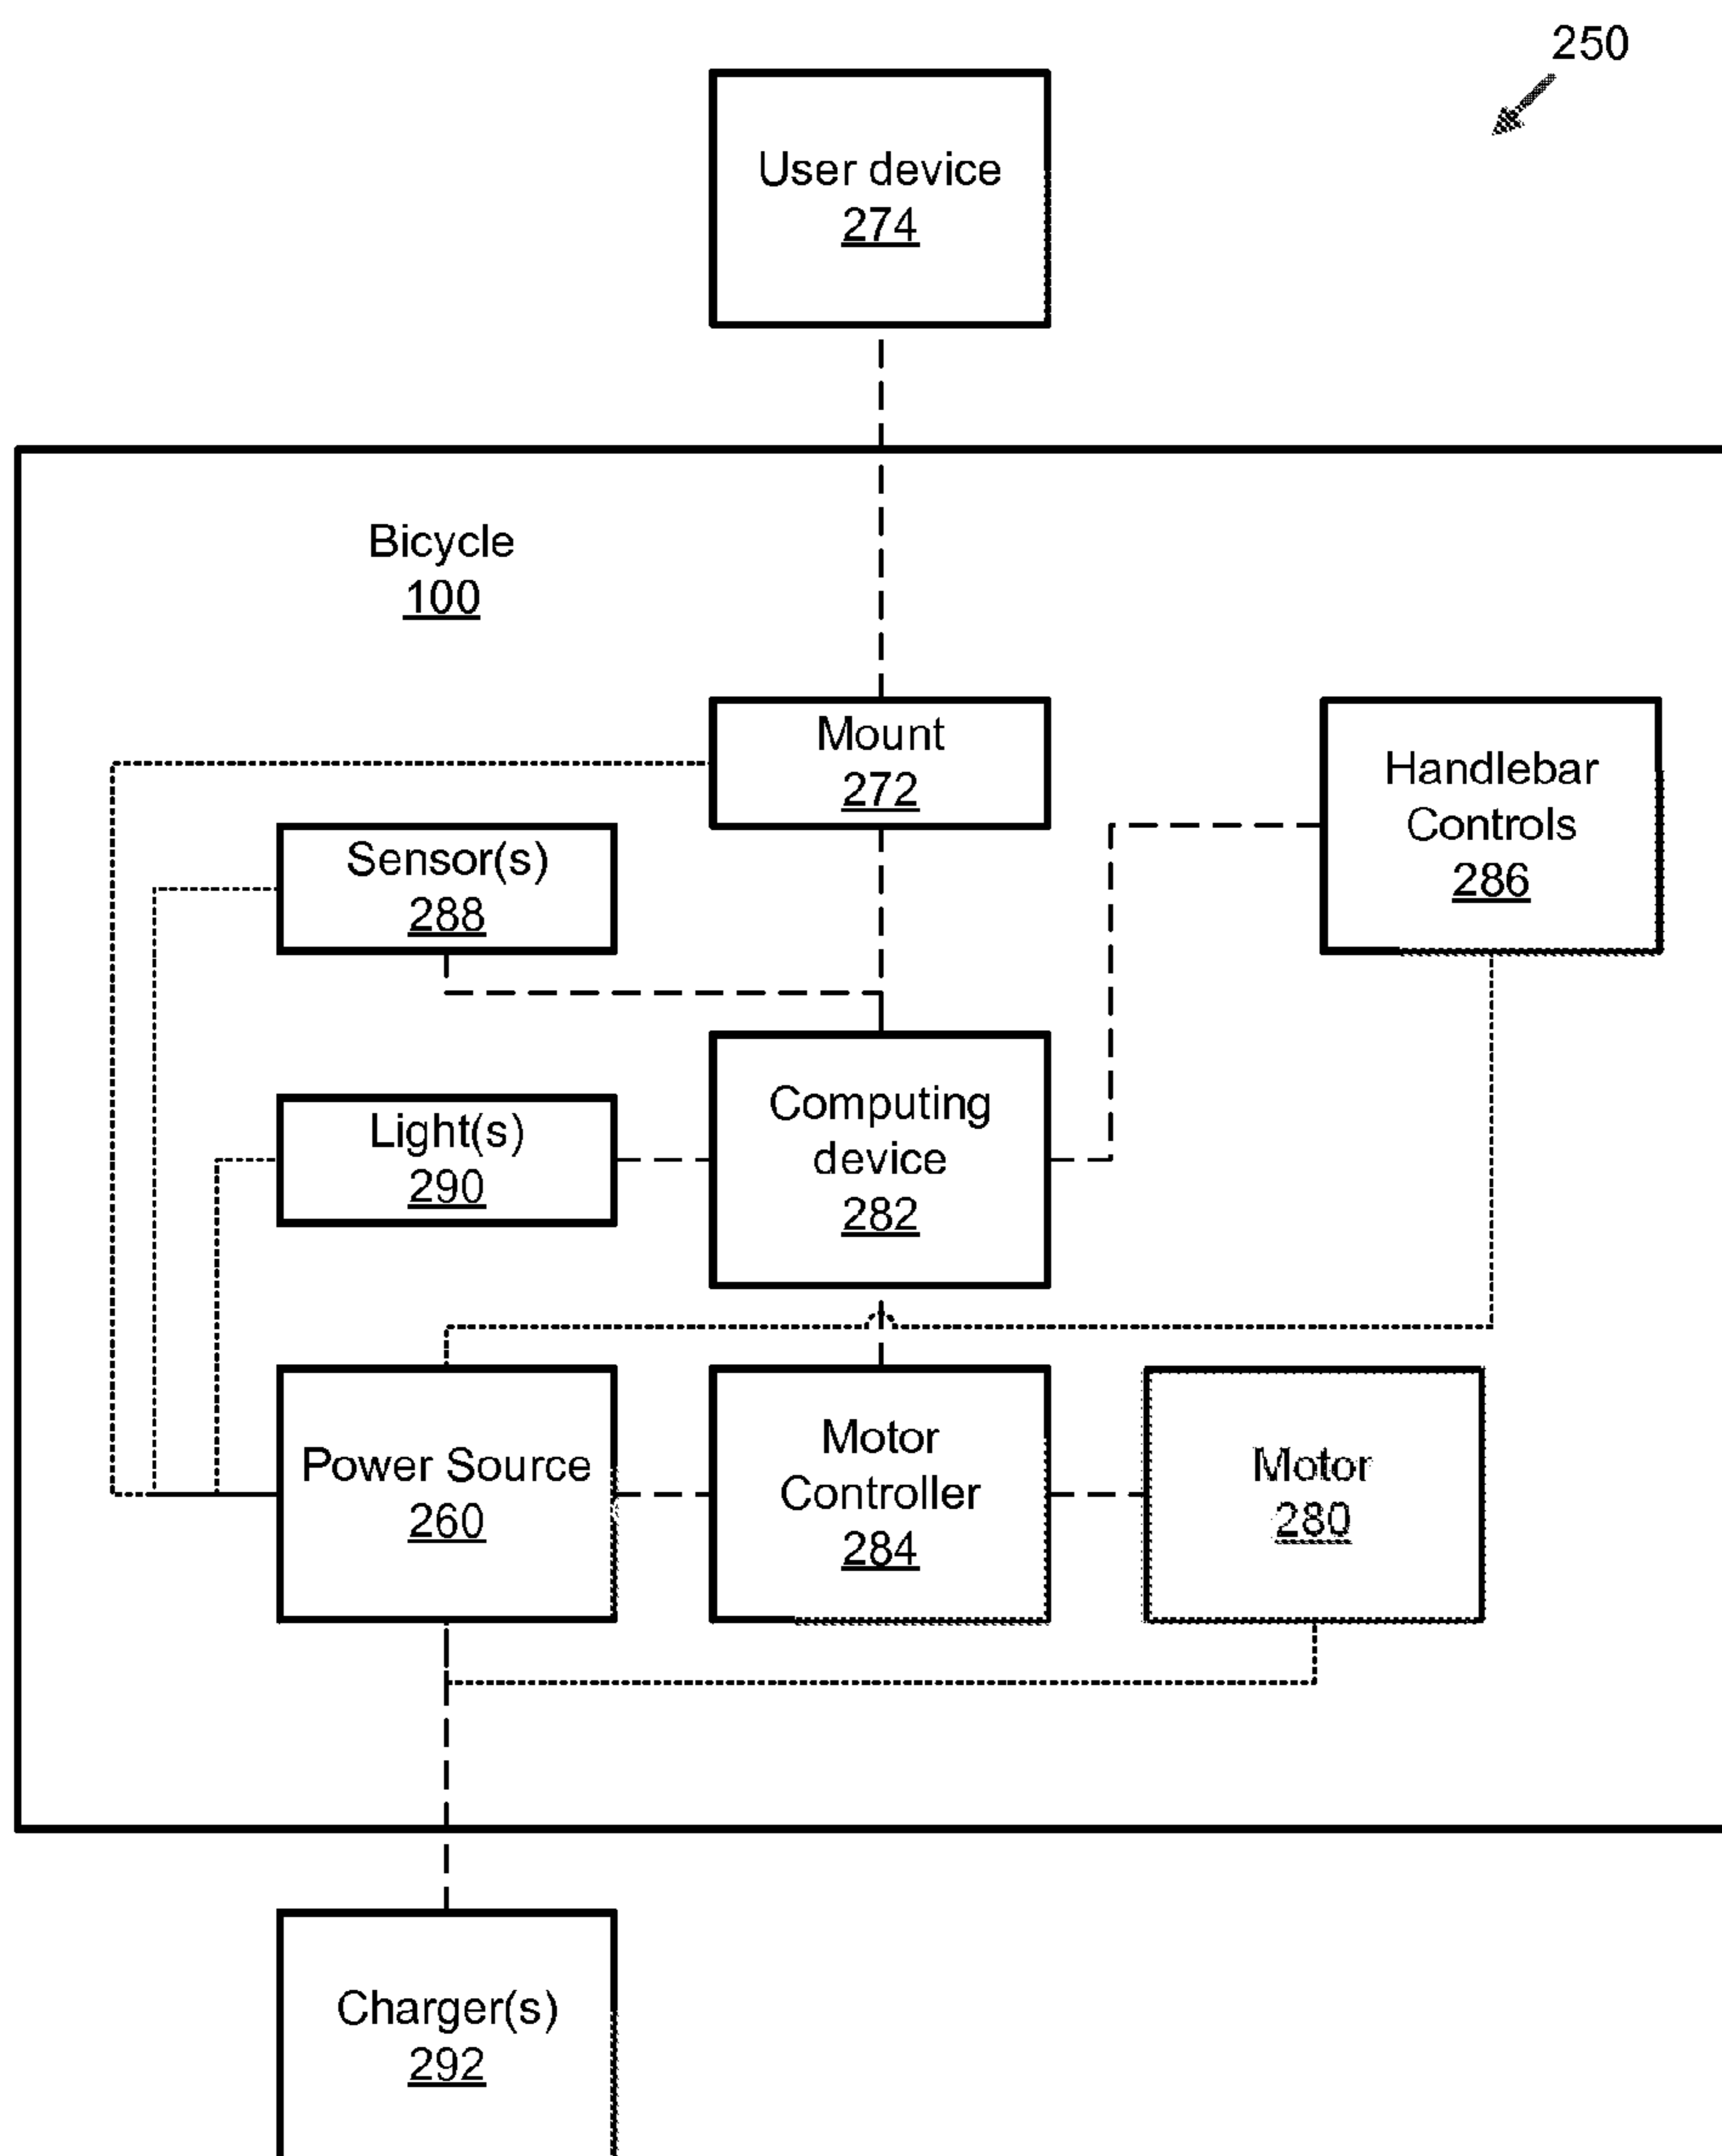 250
User device
274
Bicycle
100
Mount
272
Handlebar
Controls
286
Sensor(s)
288
Computing
device
282
Light(s)
290
Power Source
260
Motor
Controller
284
Motor
280
Charger(s)
292